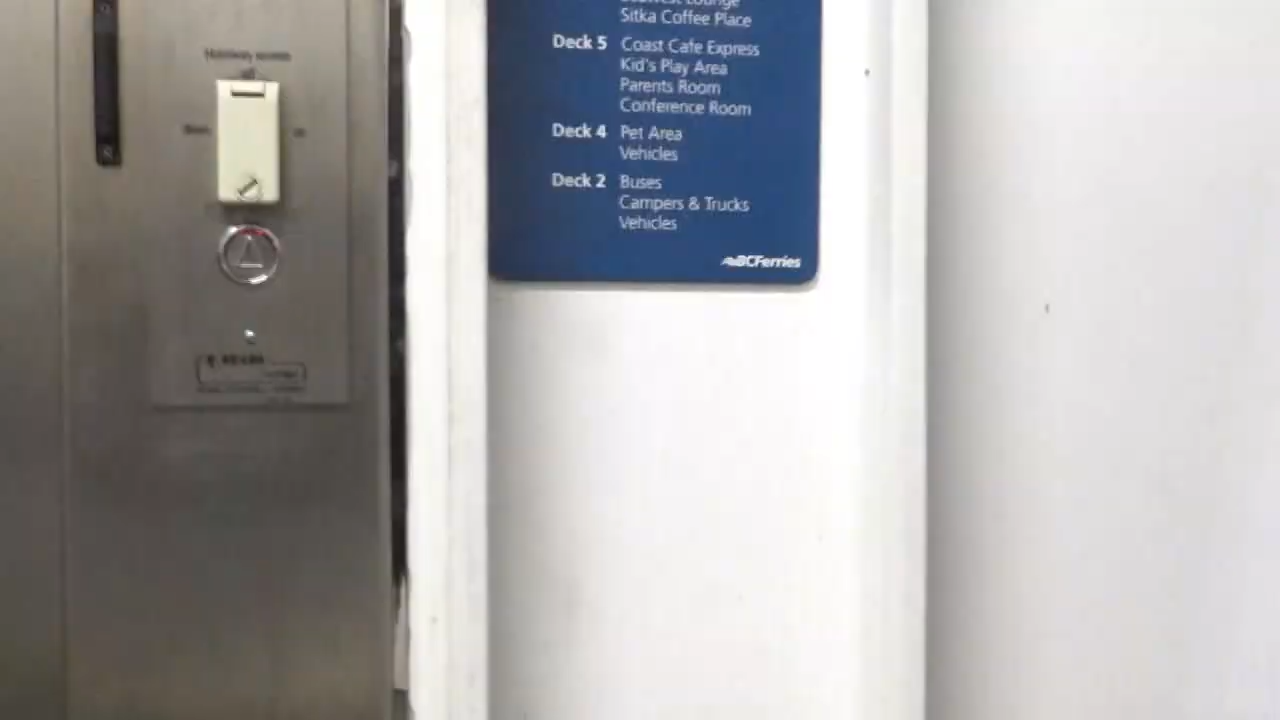 Lounge
Sitka Coffee Place
Deck 5 Coast Cafe Express
Kid's Play Area
Parents Room
Conference Room
Deck 4 Pet Area
Vehicles
Deck 2 Buses
Campers & Trucks
Vehicles
BCFerries